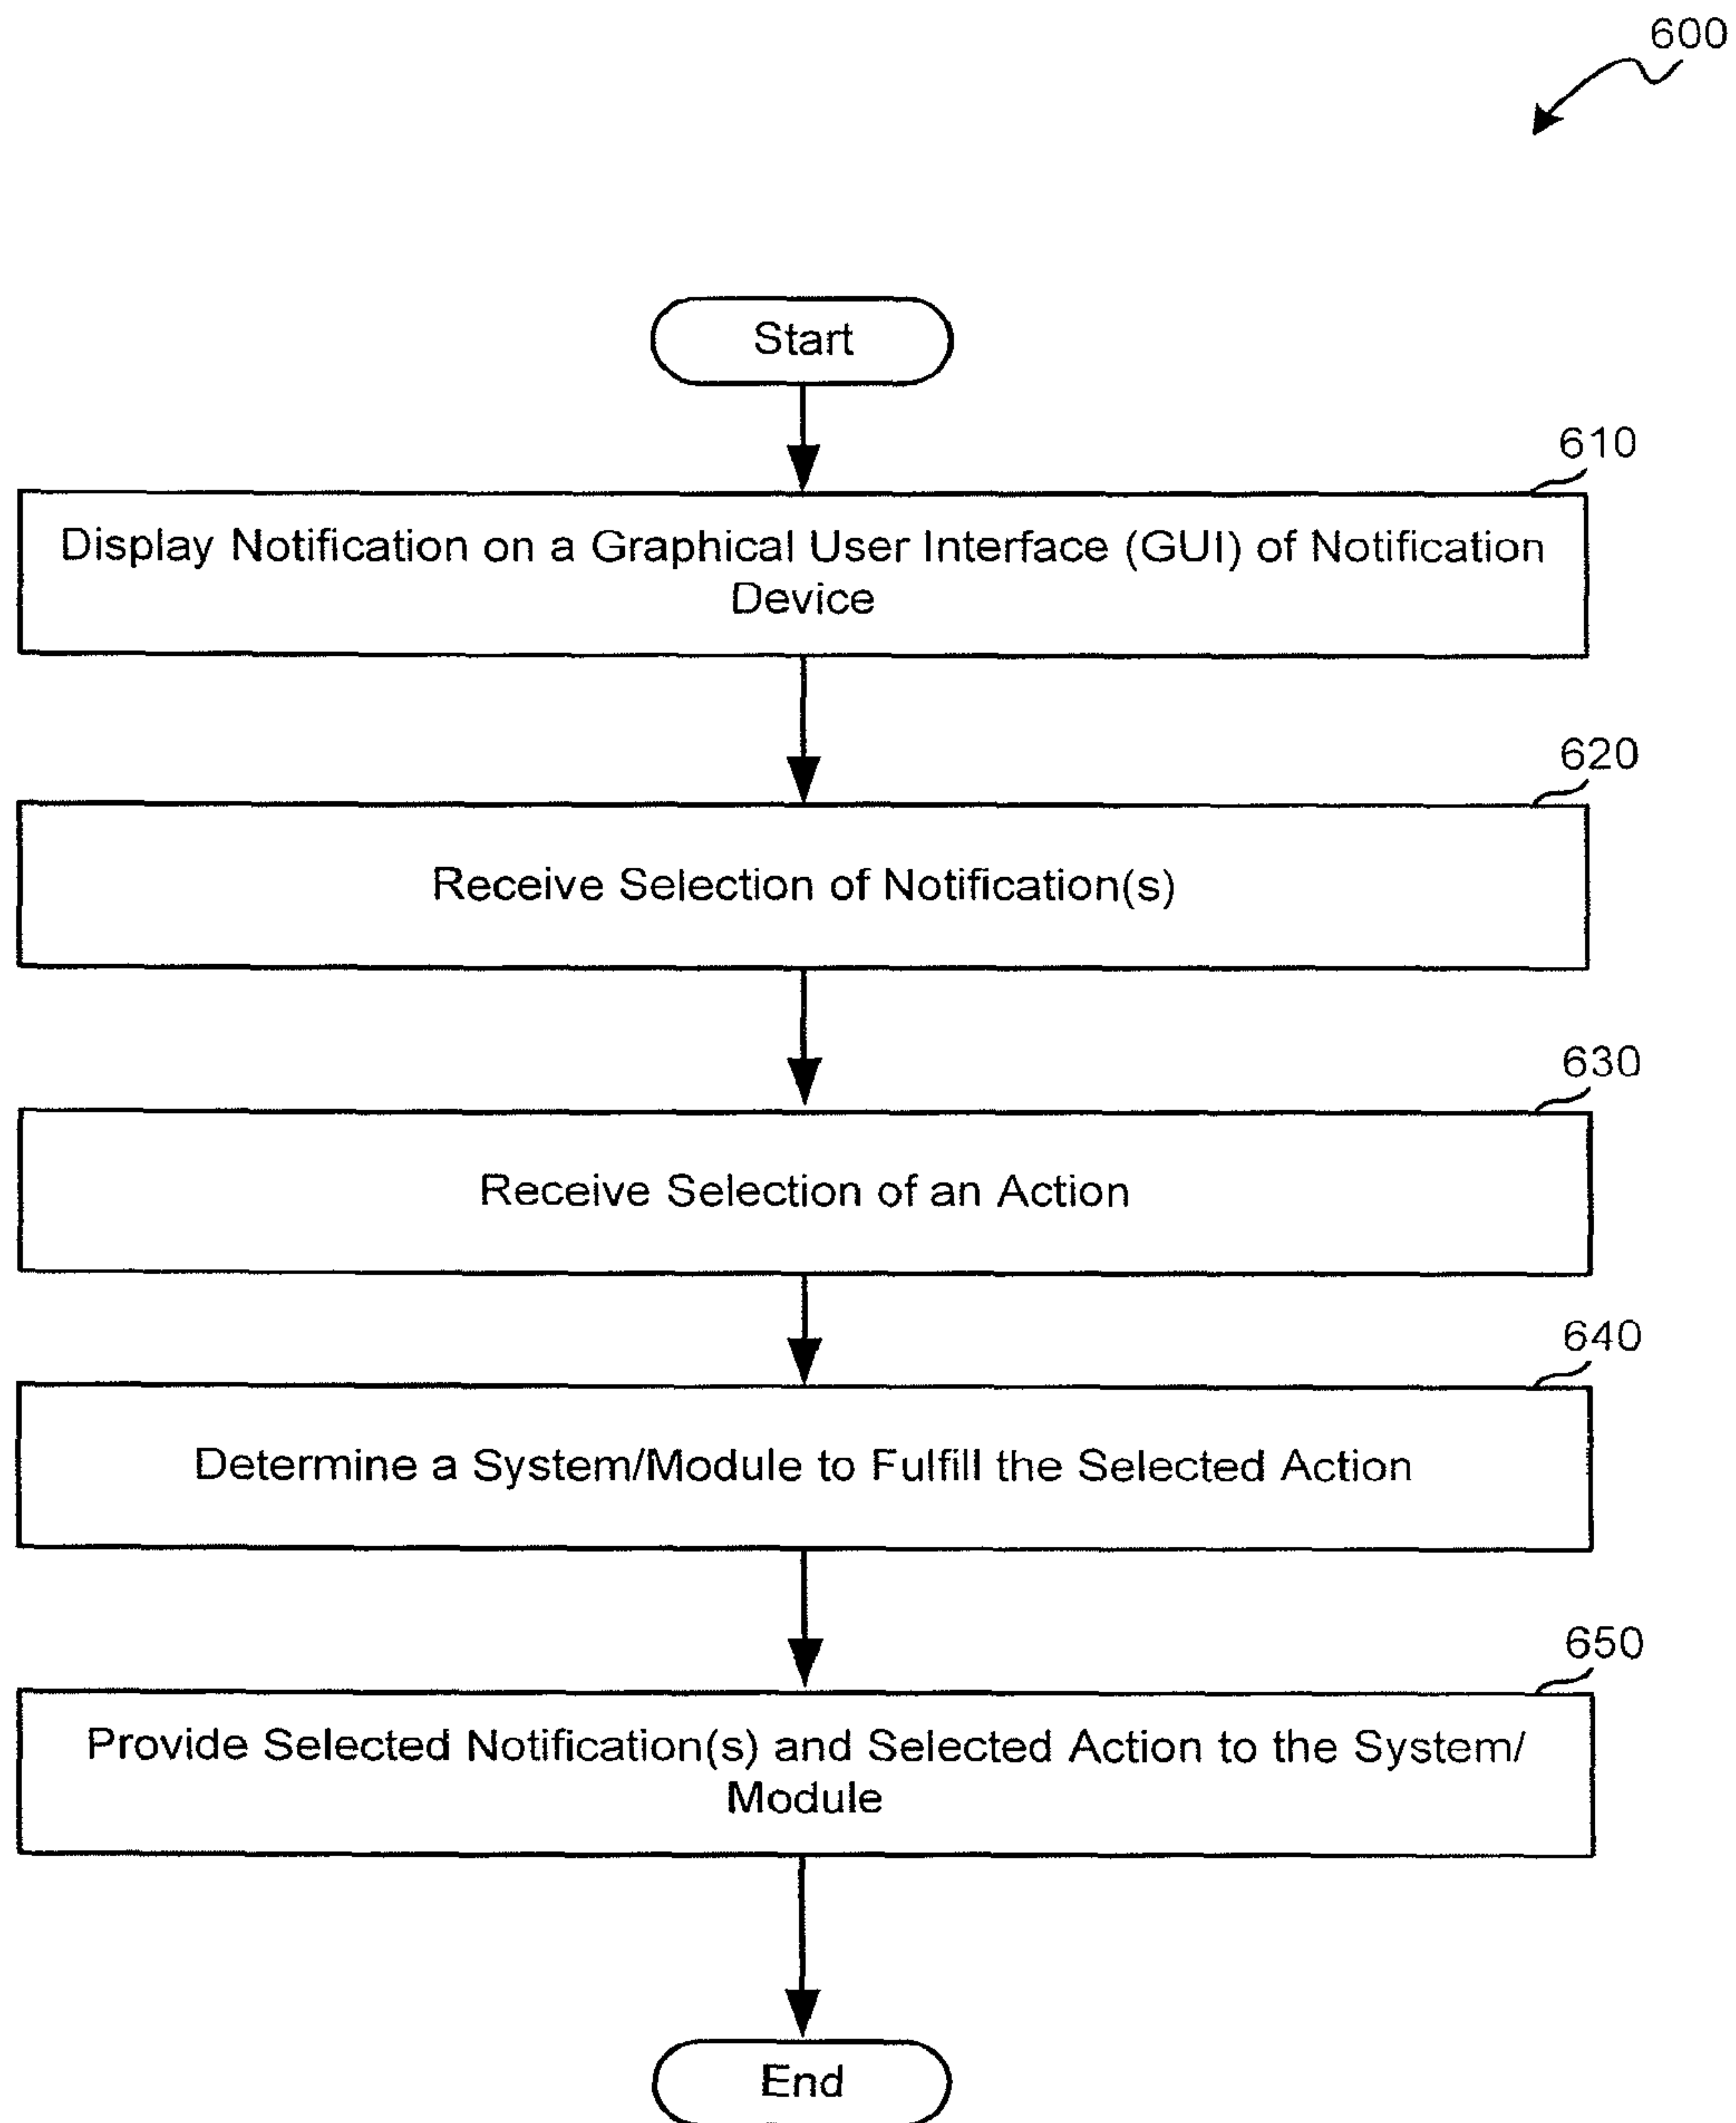 600
Start
610
Display Notification on a Graphical User Interface (GUI) of Notification
Device
620
Receive Selection of Notification(s)
630
Receive Selection of an Action
640
Determine a System/Module to Fulfill the Selected Action
650
Provide Selected Notification(s) and Selected Action to the System/
Module
End